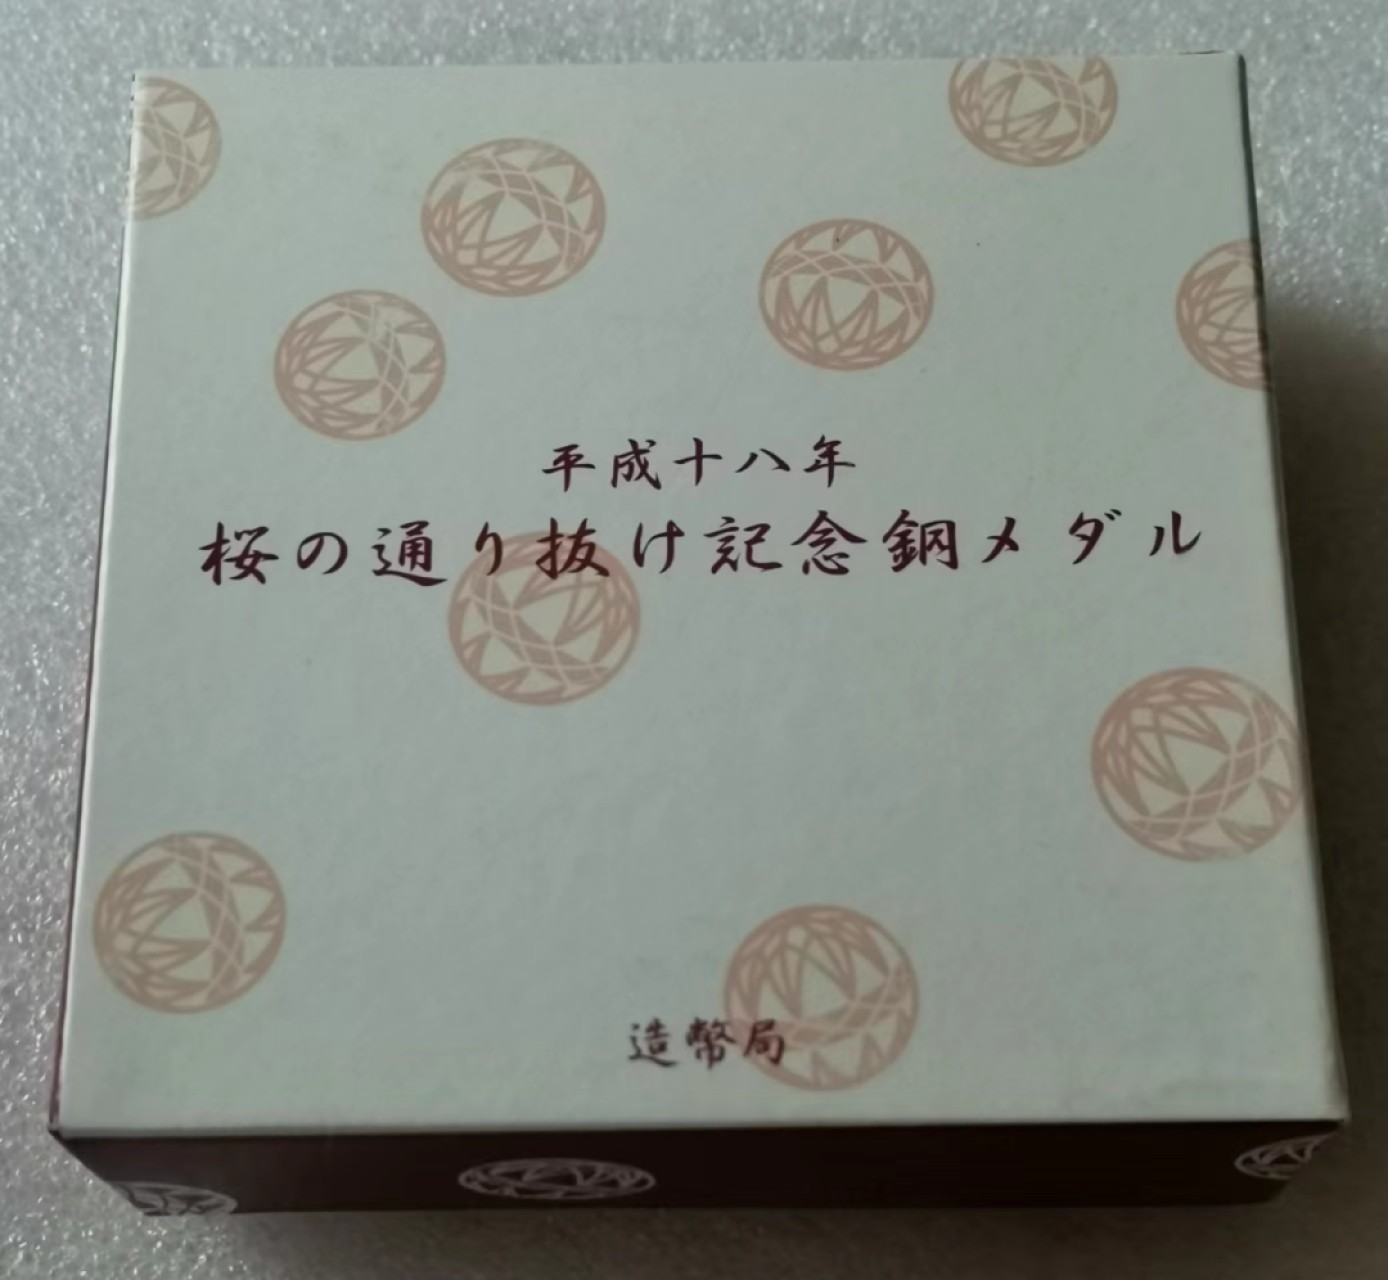 平成十八年
桜の通り抜け記念銅メダル
造幣局